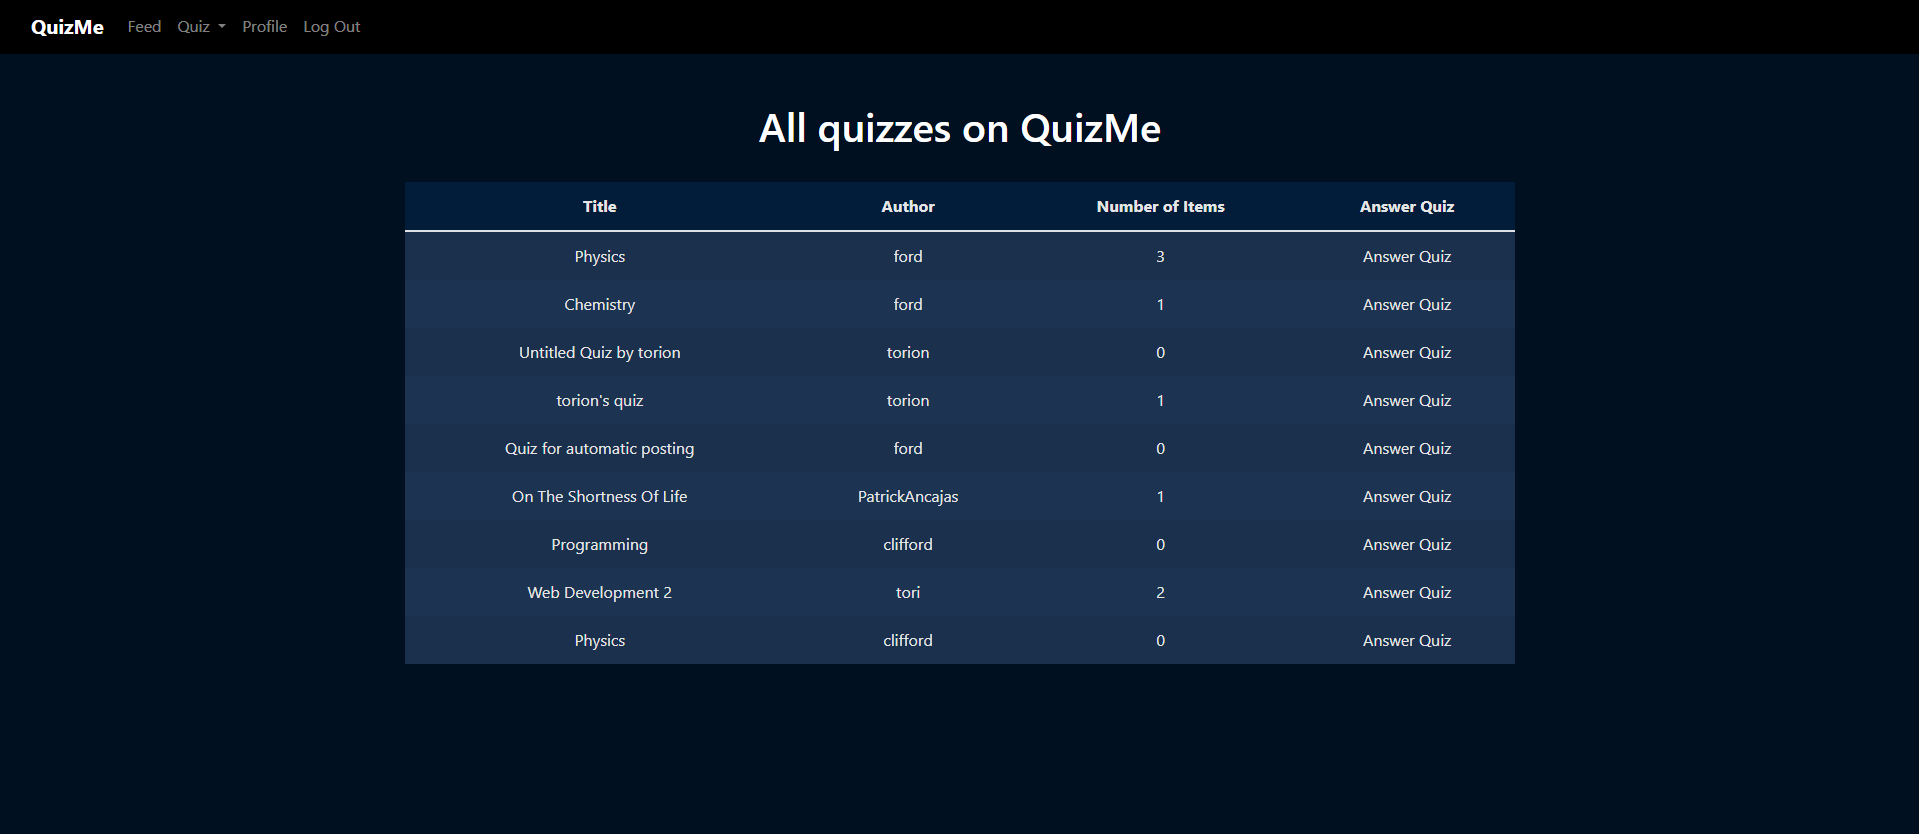 QuizMe Feed Quiz Profile Log Out
All quizzes on QuizMe
Title Author Number of Items Answer Quiz
Physics ford 3 Answer Quiz
Chemistry ford 1 Answer Quiz
Untitled Quiz by torion torion 0 Answer Quiz
torion's quiz torion 1 Answer Quiz
Quiz for automatic posting ford 0 Answer Quiz
On The Shortness Of Life PatrickAncajas 1 Answer Quiz
Programming clifford 0 Answer Quiz
Web Development 2 tori 2 Answer Quiz
Physics clifford 0 Answer Quiz